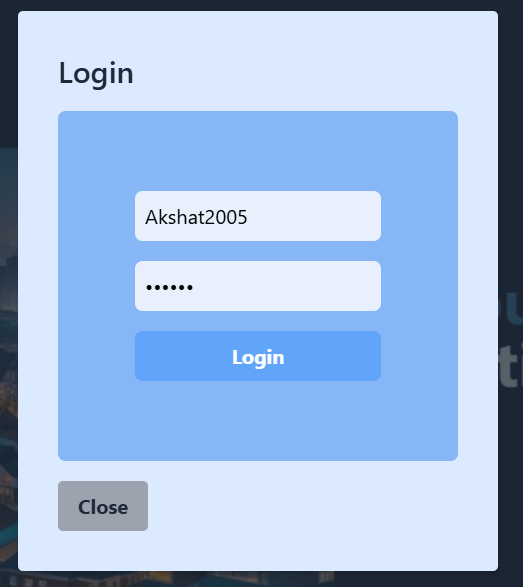 Login
Akshat2005
••••••
Login
Close